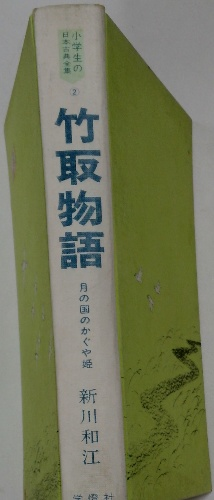 小学生の
日本古典全集
②
竹取物語
月の国のかぐや姫
新川和江